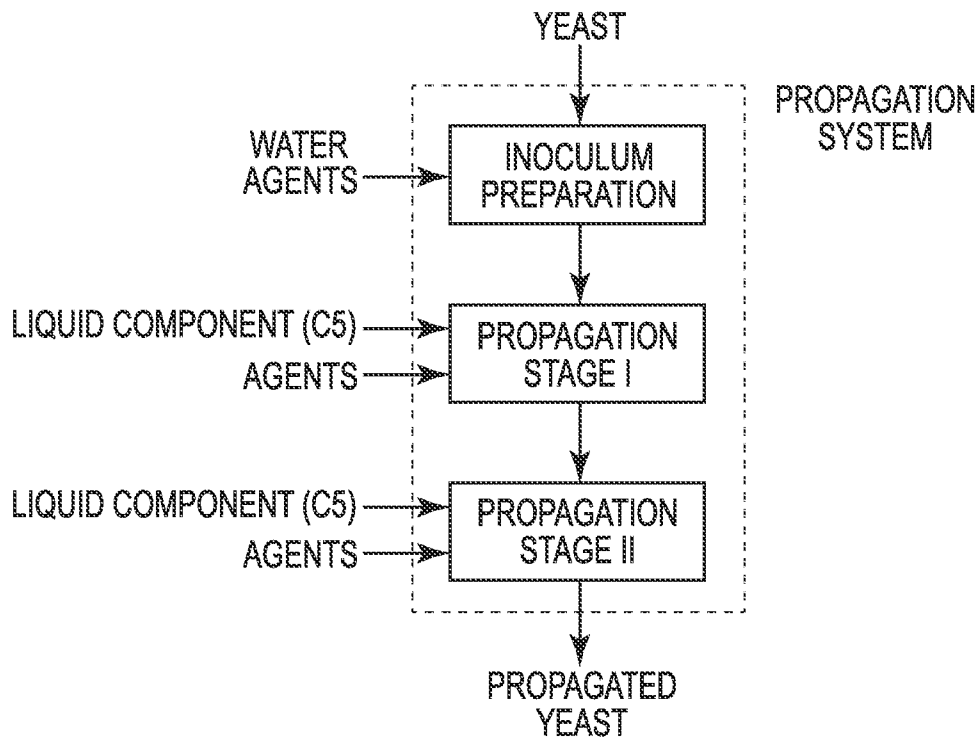 YEAST
PROPAGATION
SYSTEM
WATER
AGENTS
INOCULUM
PREPARATION
LIQUID COMPONENT (C5)
AGENTS
PROPAGATION
STAGE I
LIQUID COMPONENT (C5)
AGENTS
PROPAGATION
STAGE II
PROPAGATED
YEAST